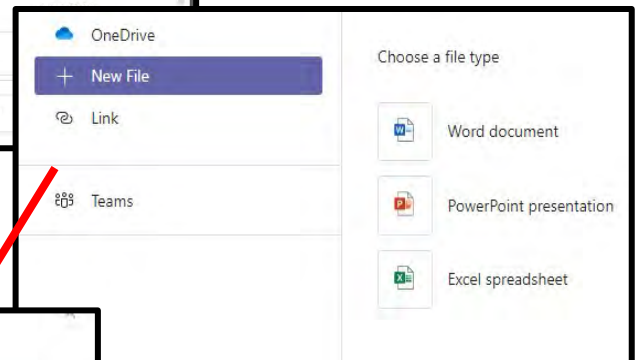 OneDrive
+ New File
Link
Teams
Choose a file type
Word document
PowerPoint presentation
Excel spreadsheet